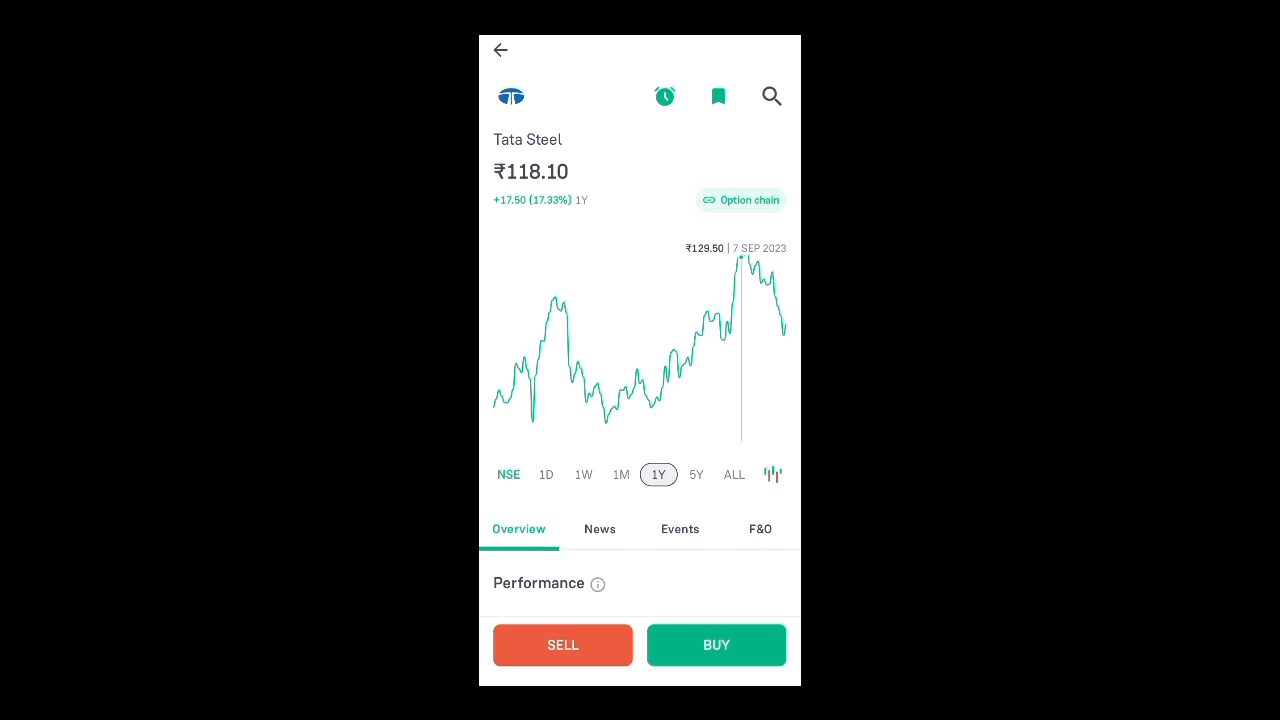 Tata Steel
₹118.10
+17.50 (17.33%) 1Y
Option chain
₹129.50 | 7 SEP 2023
NSE 1D 1W 1M 1Y 5Y ALL
Overview News Events F&O
Performance
SELL BUY